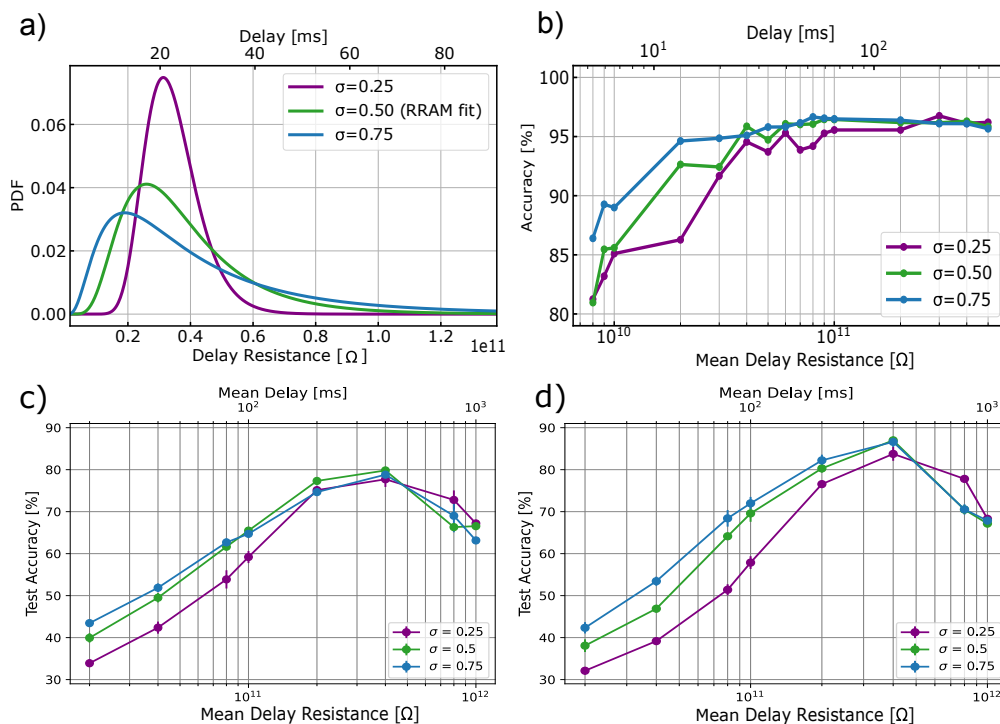 a)
Delay [ms]
20 40 60 80
σ=0.25
σ=0.50 (RRAM fit)
σ=0.75
PDF
0.06
0.04
0.02
0.00
0.2 0.4 0.6 0.8 1.0 1.2
1e11
Delay Resistance [Ω]
b)
Delay [ms]
10¹ 10²
Accuracy [%]
100
95
90
85
80
σ=0.25
σ=0.50
σ=0.75
10¹⁰ 10¹¹
Mean Delay Resistance [Ω]
c)
Mean Delay [ms]
10² 10³
Test Accuracy [%]
90
80
70
60
50
40
30
σ = 0.25
σ = 0.5
σ = 0.75
10¹¹ 10¹²
Mean Delay Resistance [Ω]
d)
Mean Delay [ms]
10² 10³
Test Accuracy [%]
90
80
70
60
50
40
30
σ = 0.25
σ = 0.5
σ = 0.75
10¹¹ 10¹²
Mean Delay Resistance [Ω]